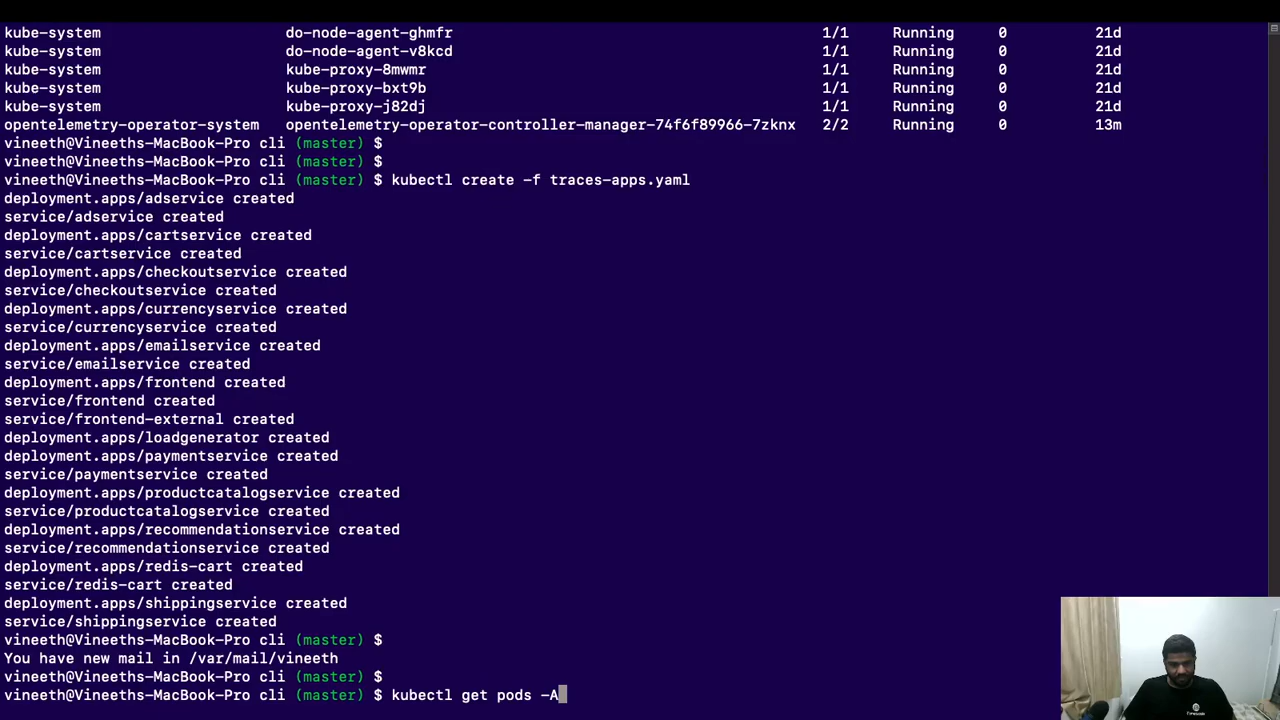 kube-system do-node-agent-ghmfr 1/1 Running 0 21d
kube-system do-node-agent-v8kcd 1/1 Running 0 21d
kube-system kube-proxy-8mwmr 1/1 Running 0 21d
kube-system kube-proxy-bxt9b 1/1 Running 0 21d
kube-system kube-proxy-j82dj 1/1 Running 0 21d
opentelemetry-operator-system opentelemetry-operator-controller-manager-74f6f89966-7zknx 2/2 Running 0 13m
vineeth@Vineeths-MacBook-Pro cli (master) $
vineeth@Vineeths-MacBook-Pro cli (master) $
vineeth@Vineeths-MacBook-Pro cli (master) $ kubectl create -f traces-apps.yaml
deployment.apps/adservice created
service/adservice created
deployment.apps/cartservice created
service/cartservice created
deployment.apps/checkoutservice created
service/checkoutservice created
deployment.apps/currencyservice created
service/currencyservice created
deployment.apps/emailservice created
service/emailservice created
deployment.apps/frontend created
service/frontend created
service/frontend-external created
deployment.apps/loadgenerator created
deployment.apps/paymentservice created
service/paymentservice created
deployment.apps/productcatalogservice created
service/productcatalogservice created
deployment.apps/recommendationservice created
service/recommendationservice created
deployment.apps/redis-cart created
service/redis-cart created
deployment.apps/shippingservice created
service/shippingservice created
vineeth@Vineeths-MacBook-Pro cli (master) $
You have new mail in /var/mail/vineeth
vineeth@Vineeths-MacBook-Pro cli (master) $
vineeth@Vineeths-MacBook-Pro cli (master) $ kubectl get pods -A